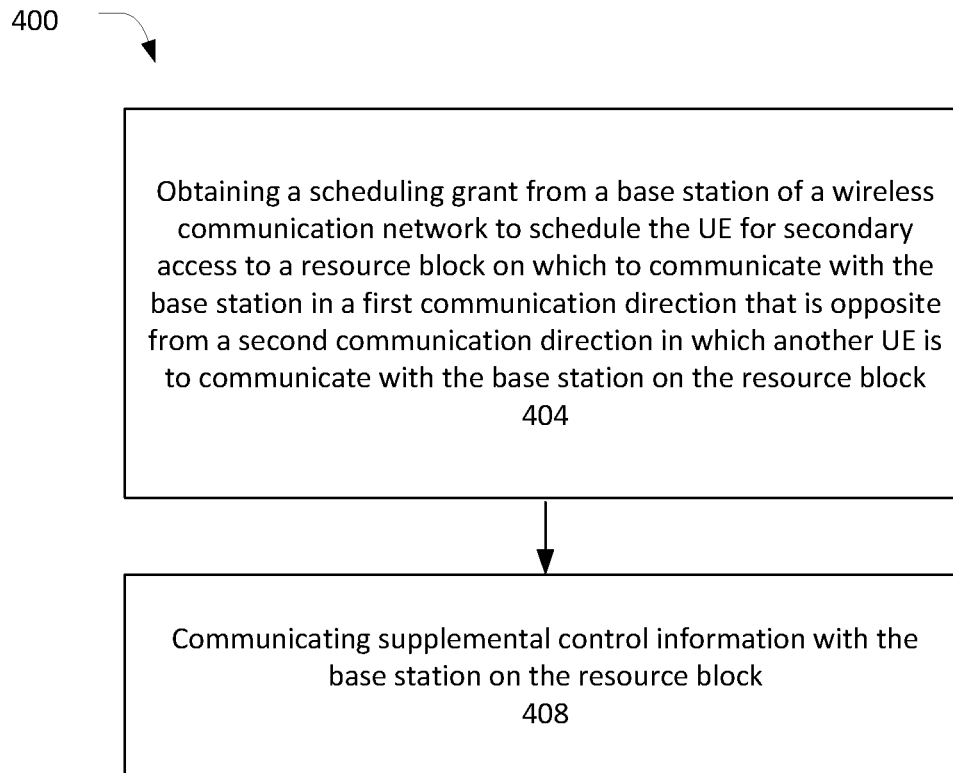 400
Obtaining a scheduling grant from a base station of a wireless
communication network to schedule the UE for secondary
access to a resource block on which to communicate with the
base station in a first communication direction that is opposite
from a second communication direction in which another UE is
to communicate with the base station on the resource block
404
Communicating supplemental control information with the
base station on the resource block
408